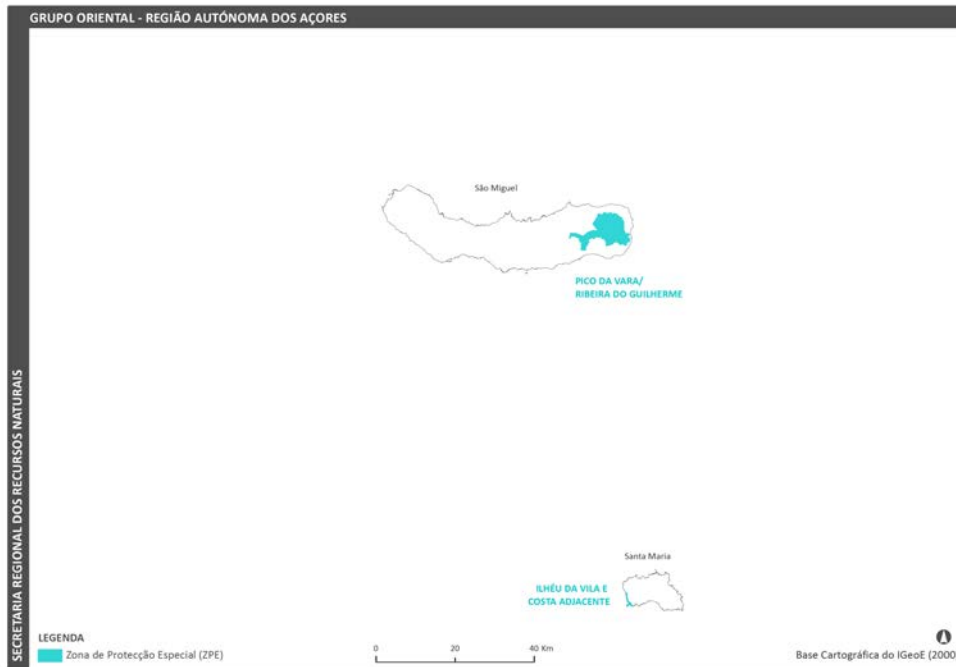 GRUPO ORIENTAL - REGIÃO AUTÓNOMA DOS AÇORES
SECRETARIA REGIONAL DOS RECURSOS NATURAIS
São Miguel
PICO DA VARA/
RIBEIRA DO GUILHERME
Santa Maria
ILHÉU DA VILA E
COSTA ADJACENTE
LEGENDA
Zona de Protecção Especial (ZPE)
0 20 40 Km
Base Cartográfica do IGeoE (2000